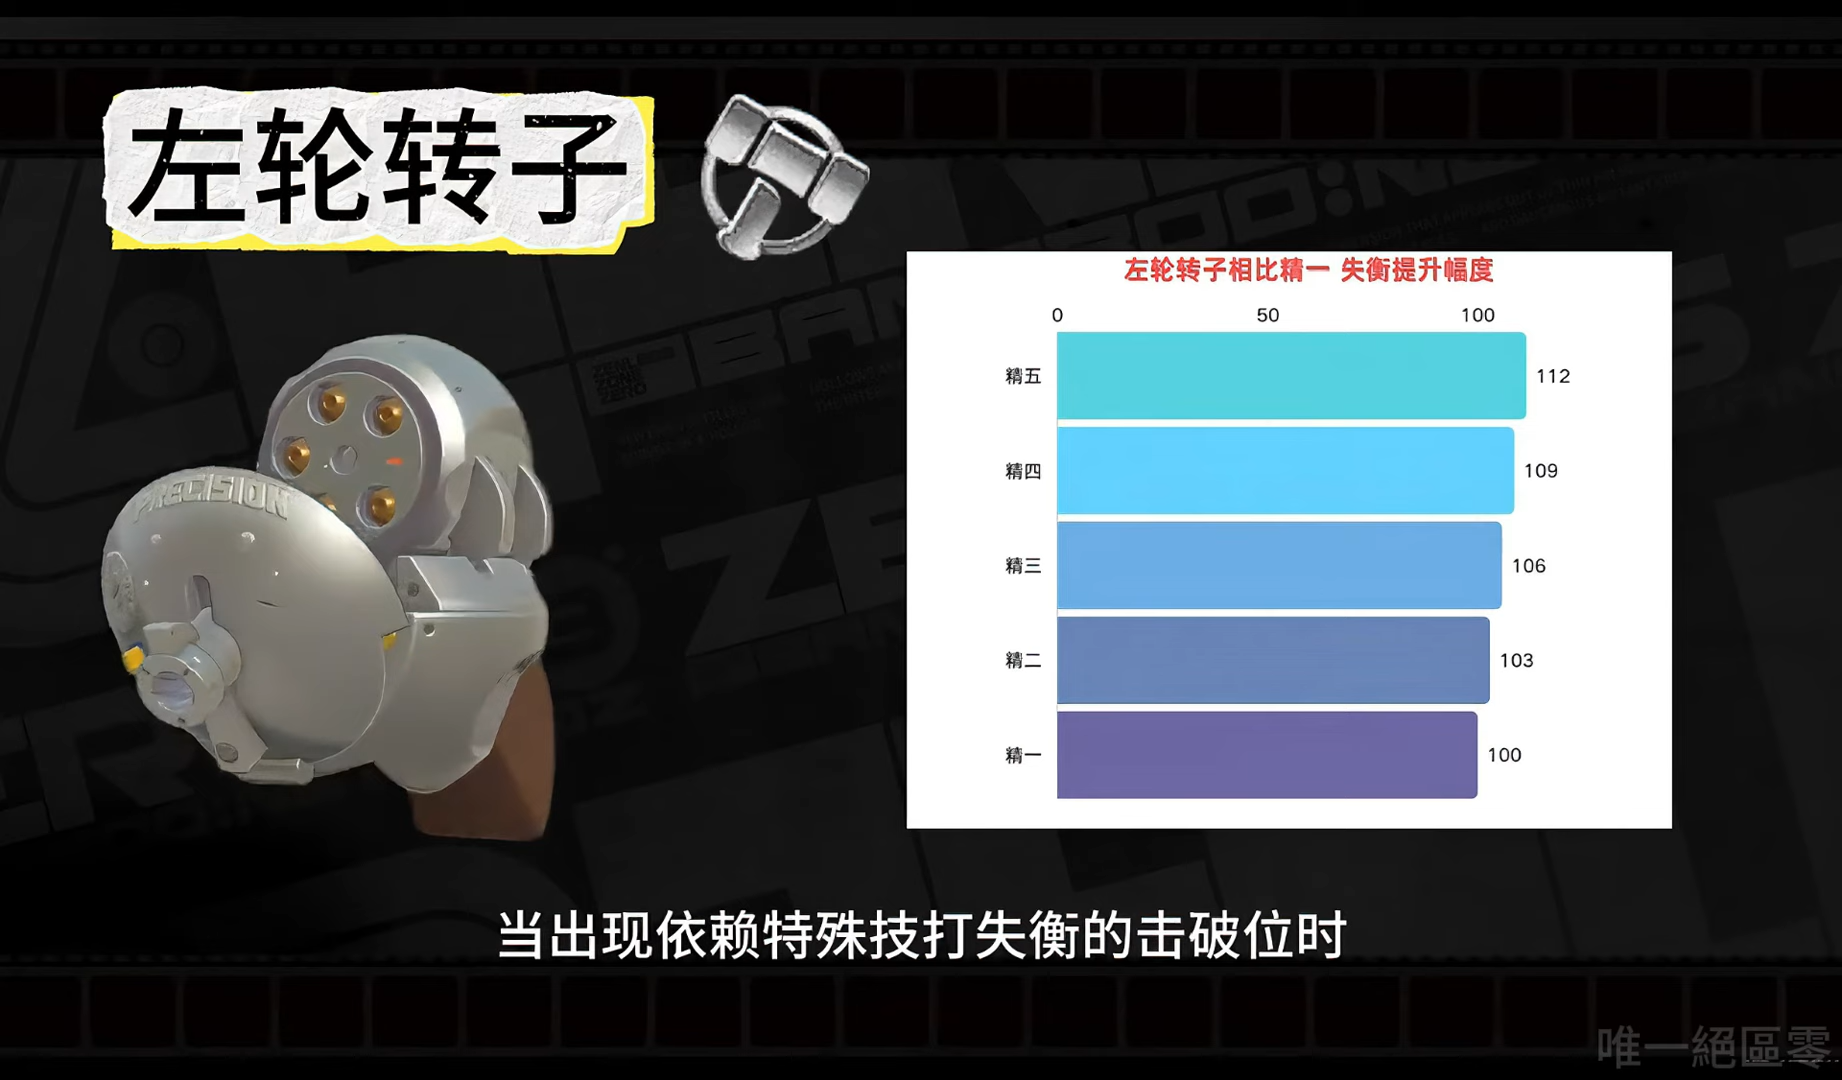 左轮转子
左轮转子相比精一 失衡提升幅度
0 50 100
精五 112
精四 109
精三 106
精二 103
精一 100
PRECISION
ZENL
ZONE
ZERO
当出现依赖特殊技打失衡的击破位时
唯一絕區零